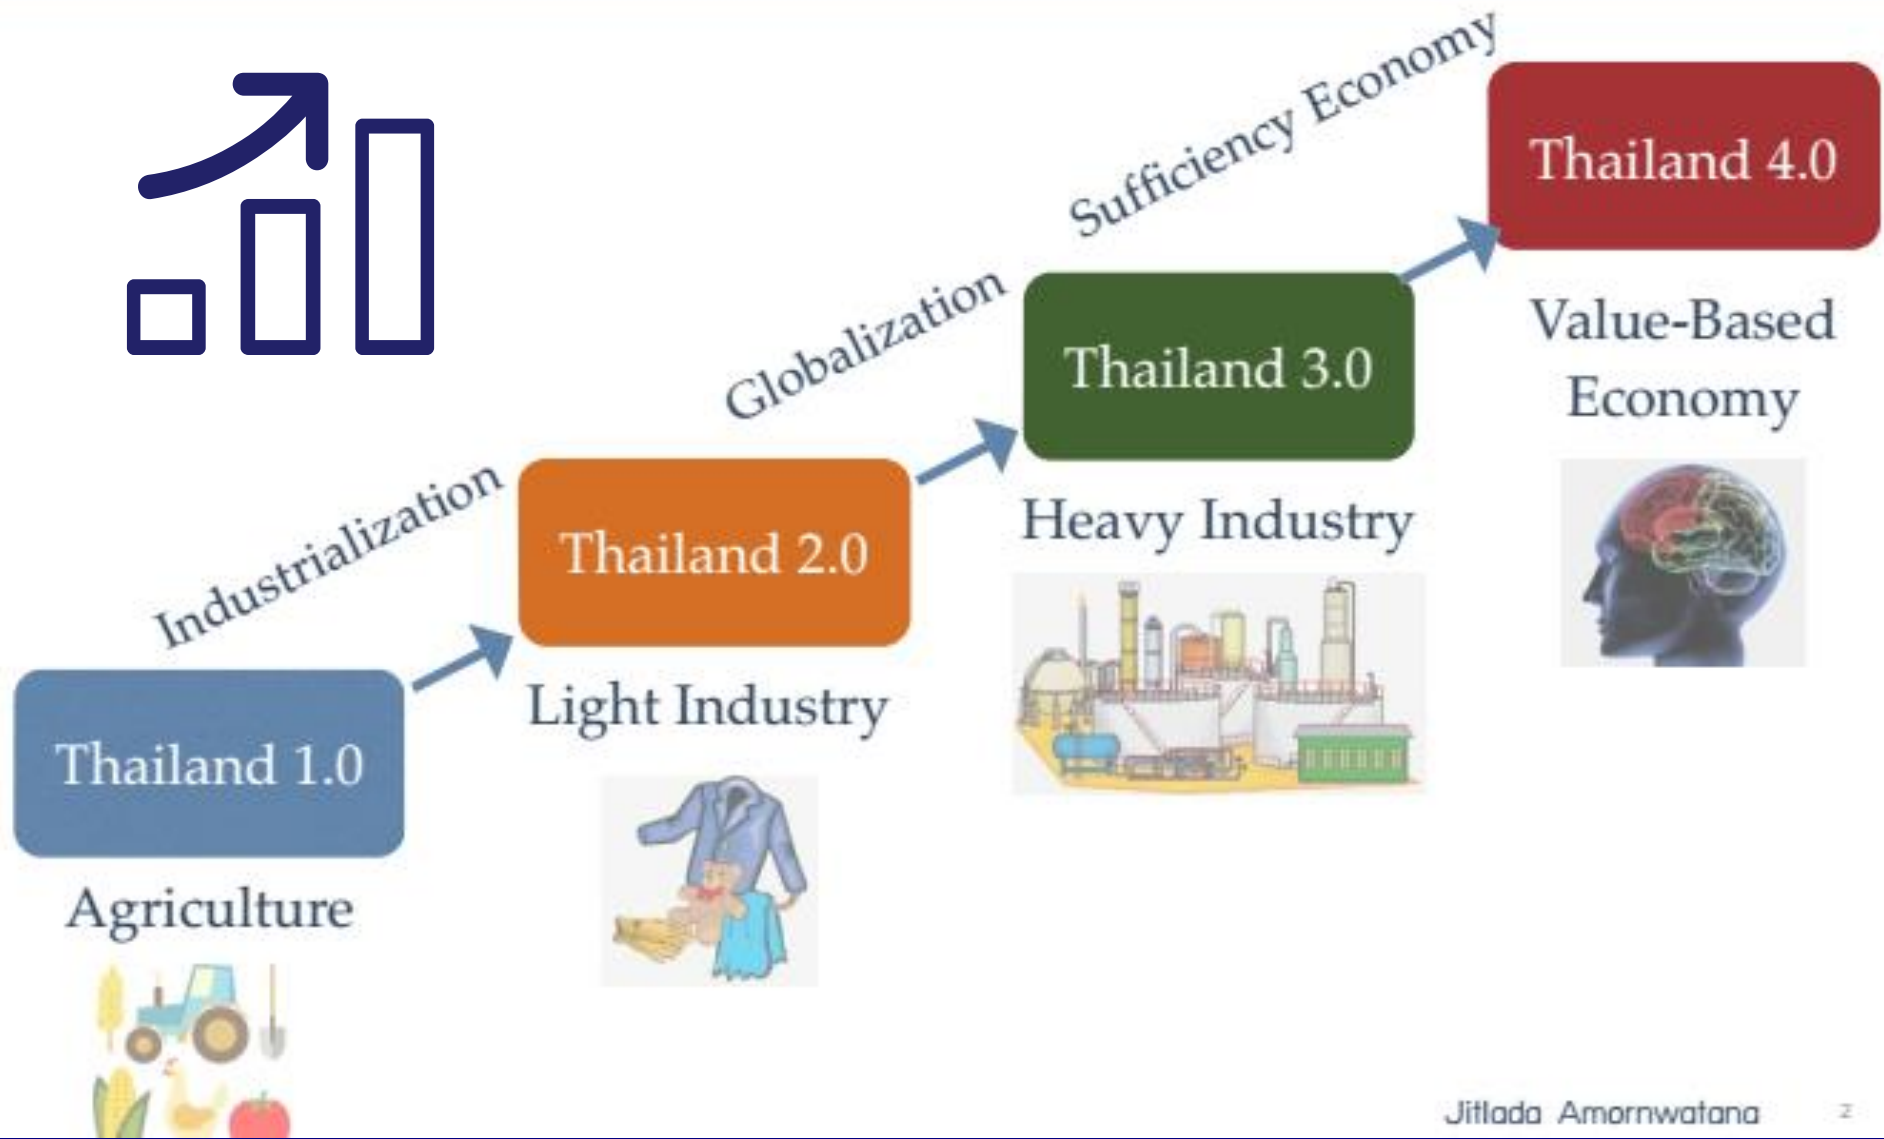 Sufficiency Economy
Thailand 4.0
Value-Based
Economy
Globalization
Thailand 3.0
Heavy Industry
Industrialization
Thailand 2.0
Light Industry
Thailand 1.0
Agriculture
Jitlada Amornwatana
2